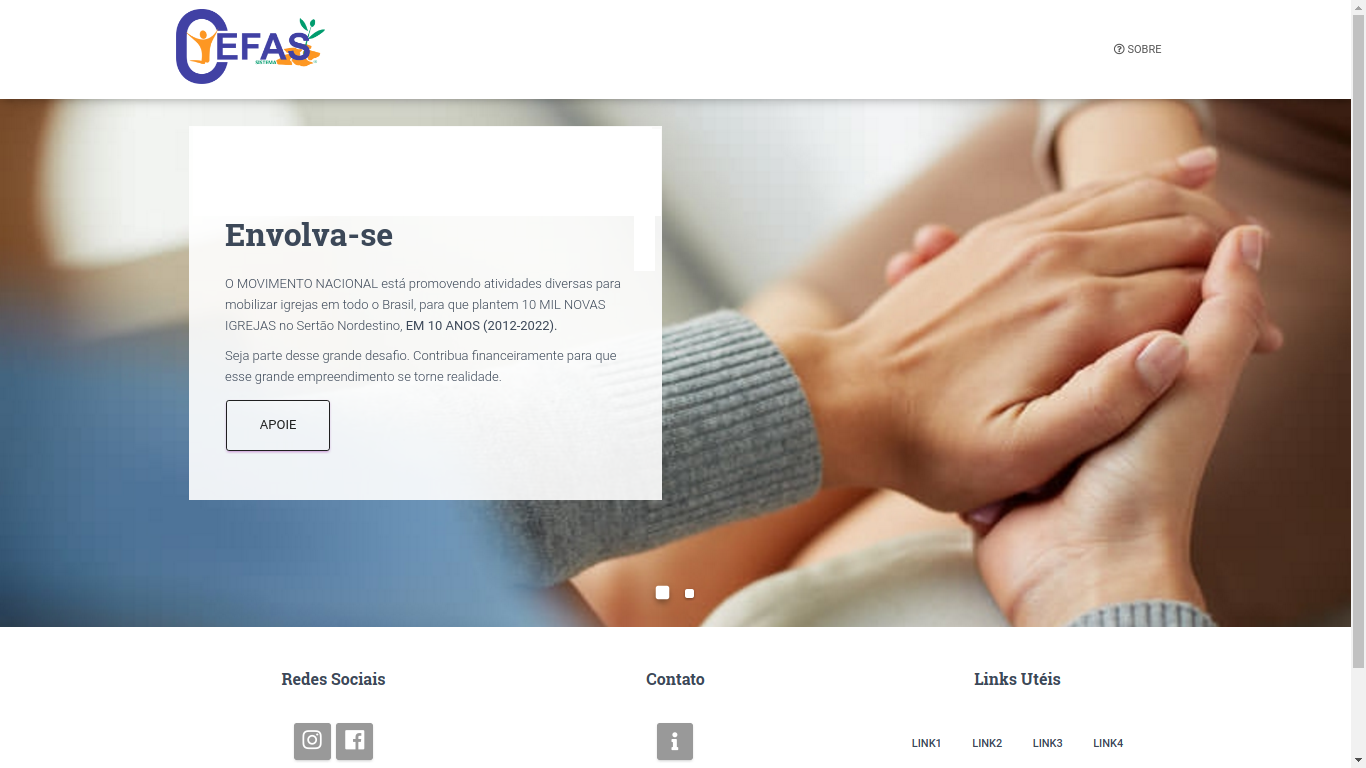 CEFAS
SOBRE
Envolva-se
O MOVIMENTO NACIONAL está promovendo atividades diversas para
mobilizar igrejas em todo o Brasil, para que plantem 10 MIL NOVAS
IGREJAS no Sertão Nordestino, EM 10 ANOS (2012-2022).
Seja parte desse grande desafio. Contribua financeiramente para que
esse grande empreendimento se torne realidade.
APOIE
Redes Sociais
Contato
Links Utéis
LINK1 LINK2 LINK3 LINK4